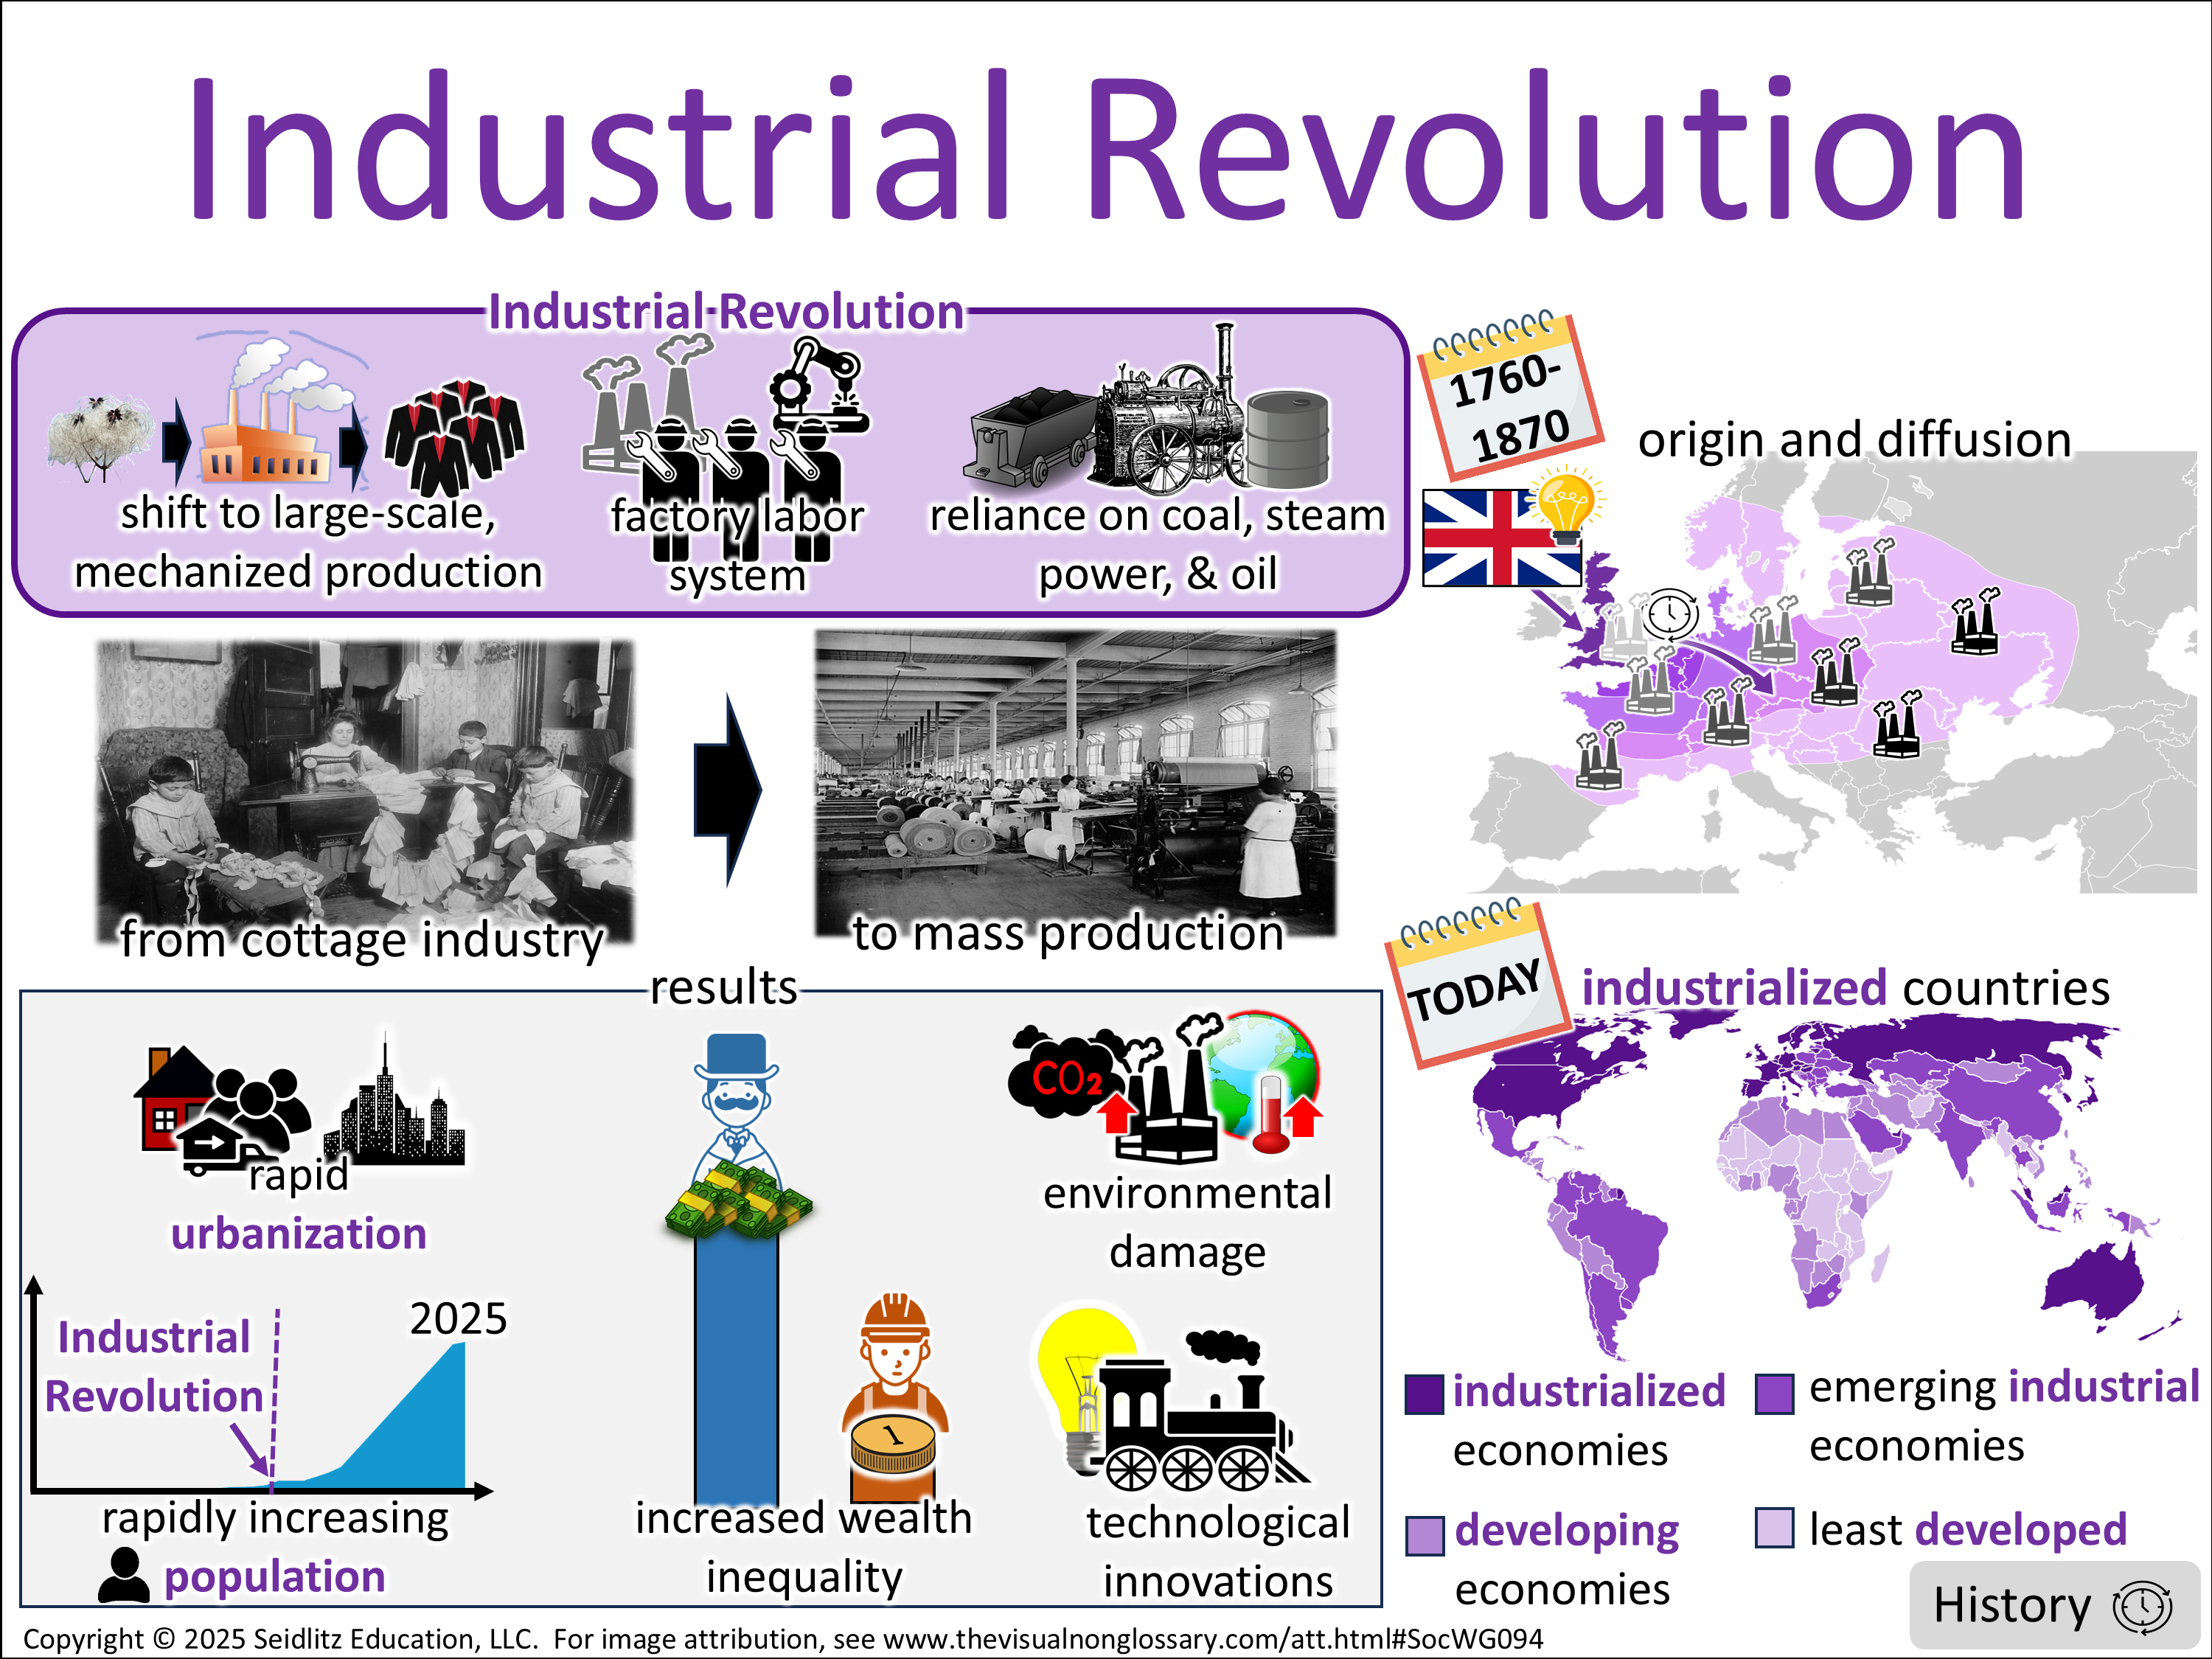 Industrial Revolution
Industrial Revolution
shift to large-scale,
mechanized production
factory labor
system
reliance on coal, steam
power, & oil
1760-
1870
origin and diffusion
from cottage industry
to mass production
results
rapid
urbanization
CO2
environmental
damage
Industrial
Revolution
2025
rapidly increasing
population
1
increased wealth
inequality
technological
innovations
TODAY
industrialized countries
industrialized
economies
emerging industrial
economies
developing
economies
least developed
History
Copyright © 2025 Seidlitz Education, LLC.  For image attribution, see www.thevisualnonglossary.com/att.html#SocWG094